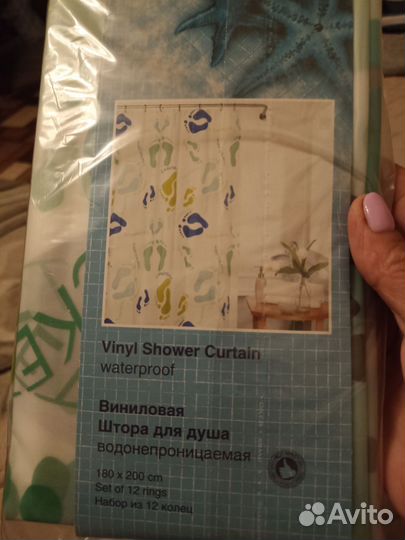 Vinyl Shower Curtain
waterproof
Виниловая
Штора для душа
водонепроницаемая
180 x 200 cm
Set of 12 rings
Набор из 12 колец
Avito